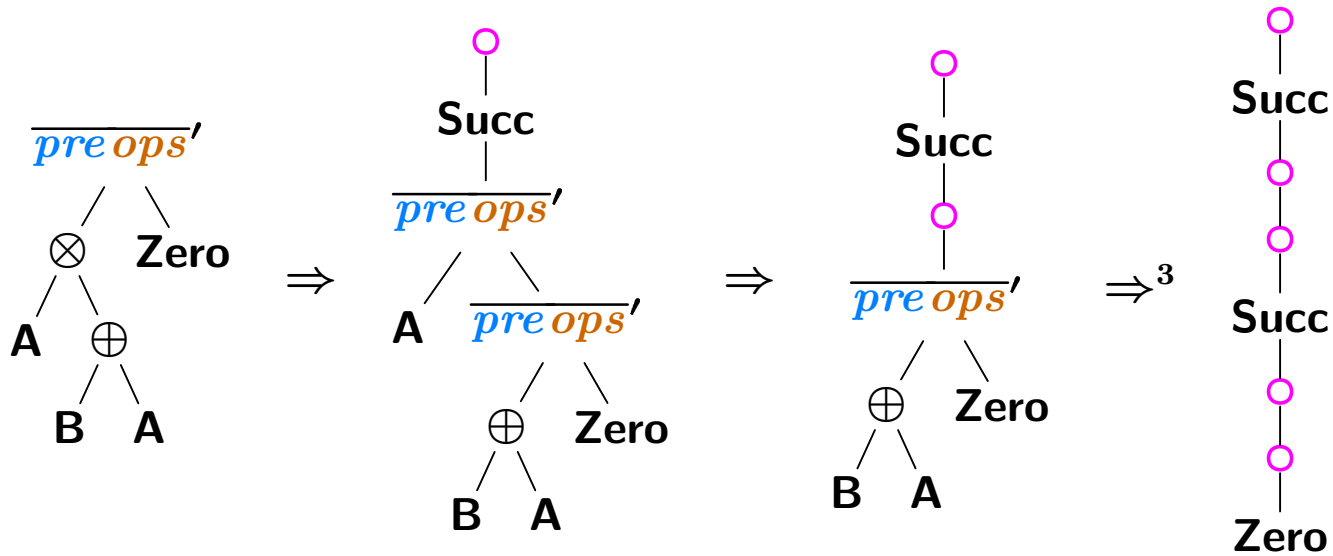 pre ops′
⊗ Zero
A ⊕
B A
⇒
Succ
pre ops′
A pre ops′
⊕ Zero
B A
⇒
Succ
pre ops′
⊕ Zero
B A
⇒³
Succ
Succ
Zero